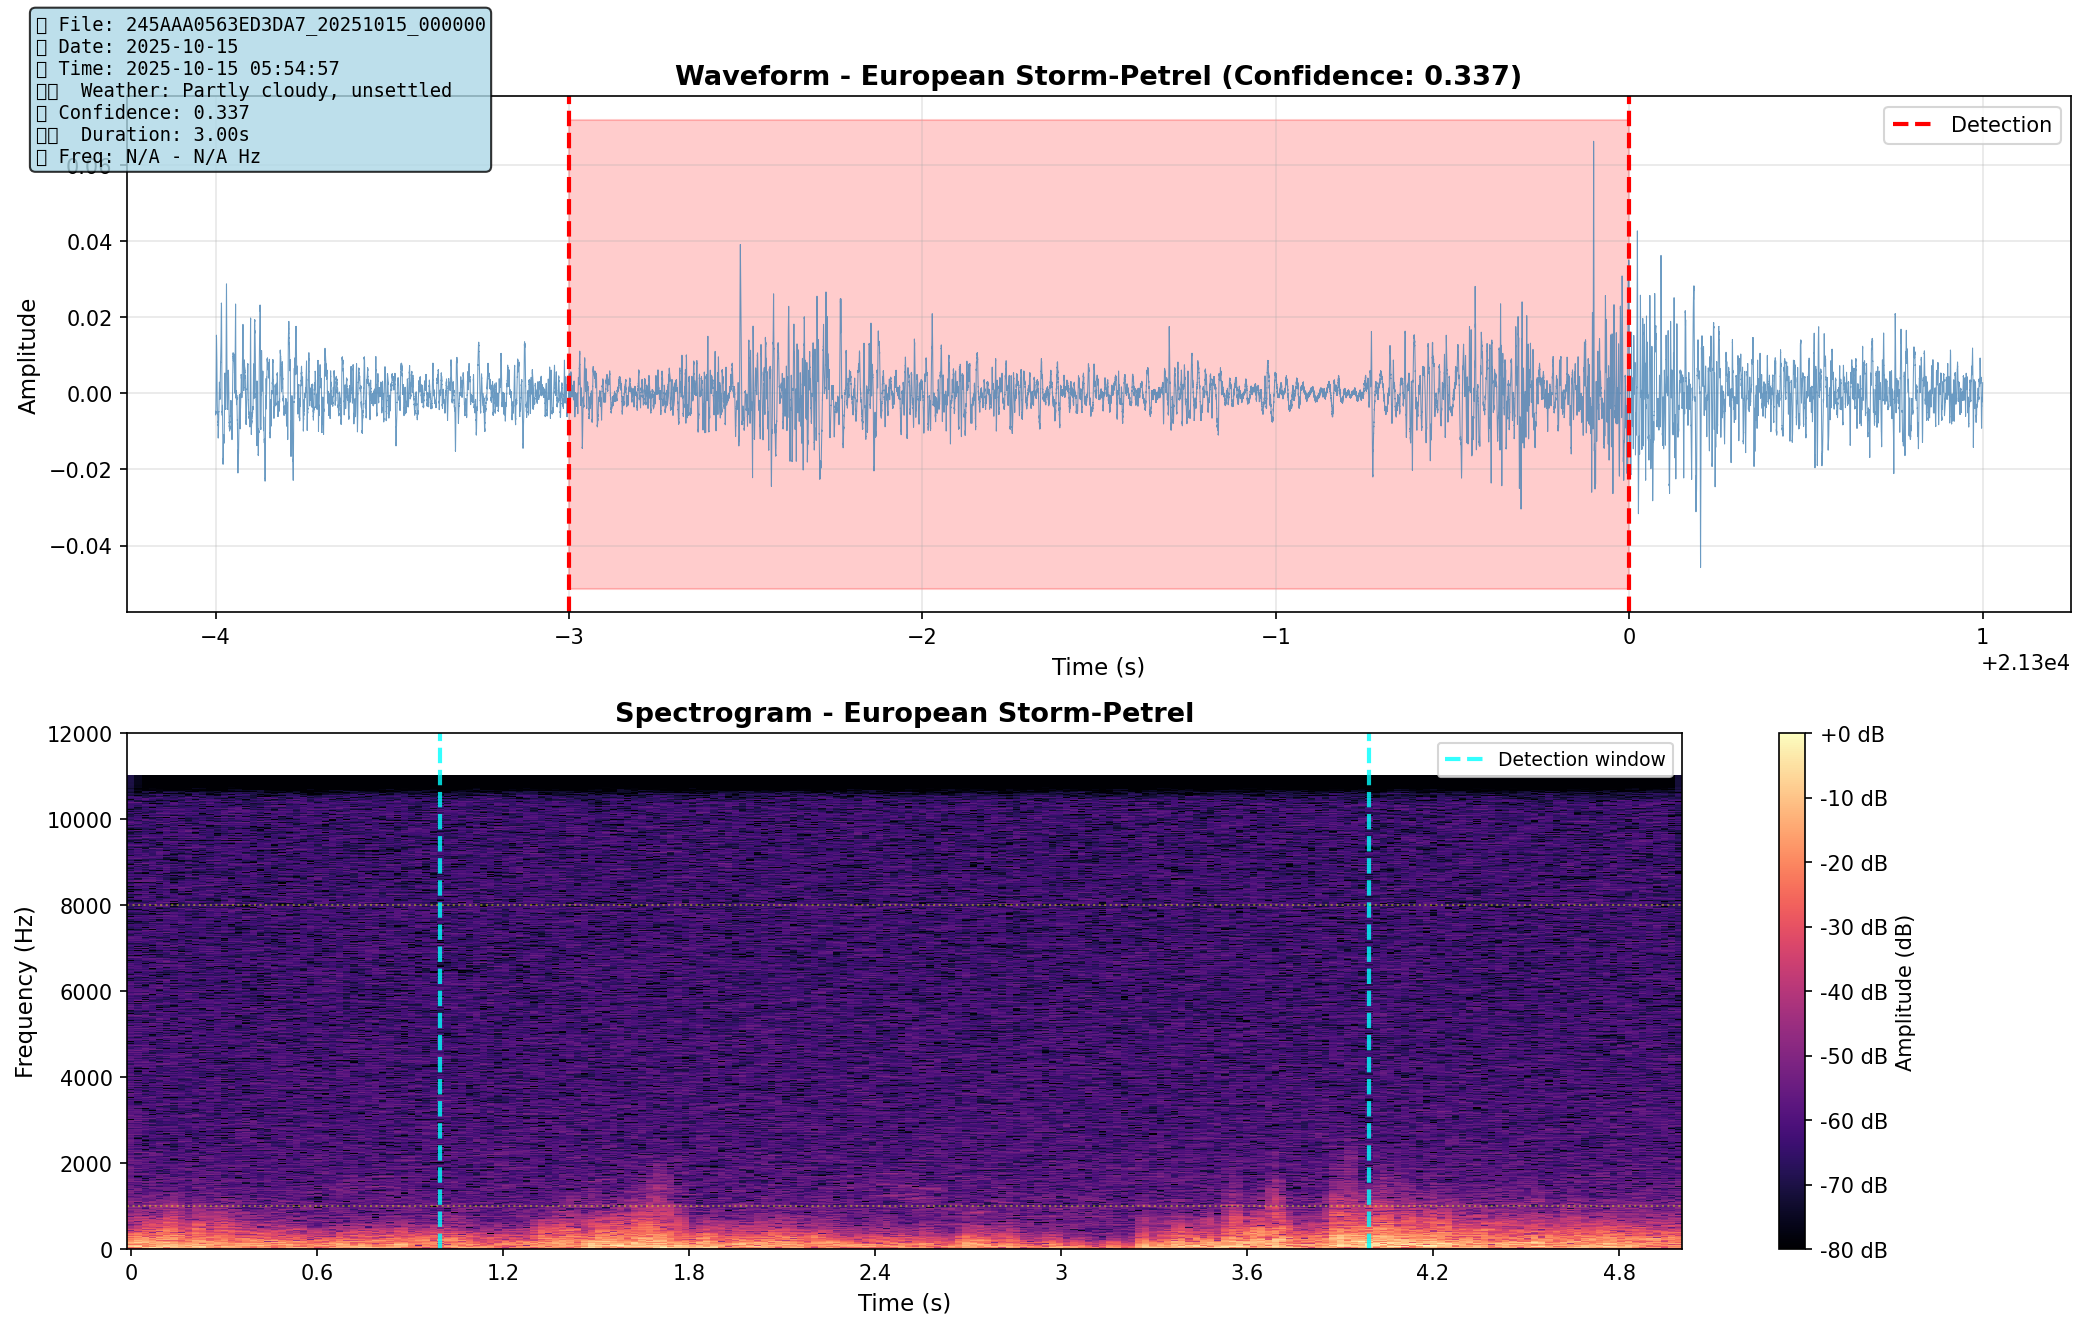 File: 245AAA0563ED3DA7_20251015_000000
Date: 2025-10-15
Time: 2025-10-15 05:54:57
Weather: Partly cloudy, unsettled
Confidence: 0.337
Duration: 3.00s
Freq: N/A - N/A Hz
Waveform - European Storm-Petrel (Confidence: 0.337)
Detection
Amplitude
0.06
0.04
0.02
0.00
−0.02
−0.04
−4 −3 −2 −1 0 1
Time (s)
+2.13e4
Spectrogram - European Storm-Petrel
Detection window
Frequency (Hz)
12000
10000
8000
6000
4000
2000
0
0 0.6 1.2 1.8 2.4 3 3.6 4.2 4.8
Time (s)
+0 dB
-10 dB
-20 dB
-30 dB
-40 dB
-50 dB
-60 dB
-70 dB
-80 dB
Amplitude (dB)